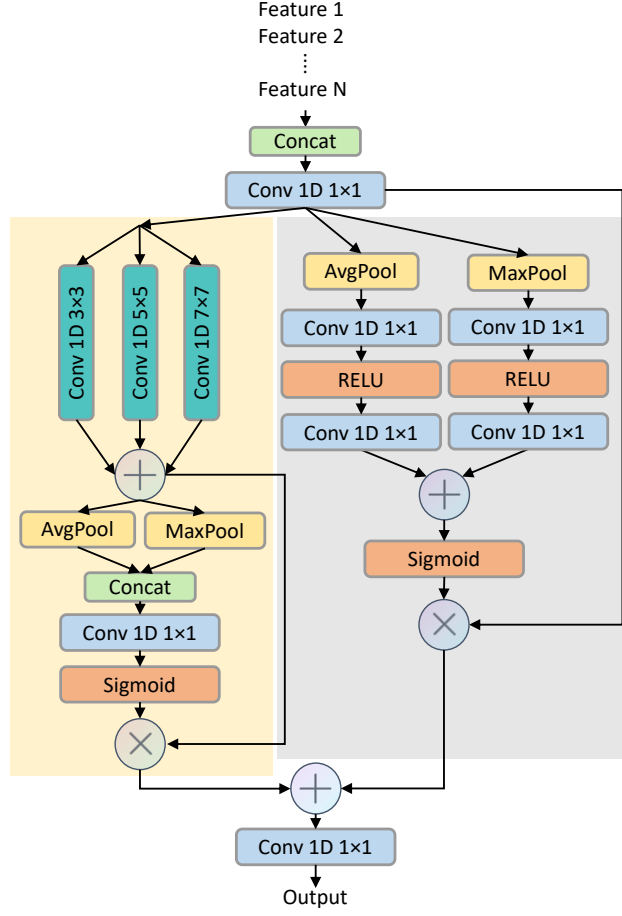 Feature 1
Feature 2
Feature N
Concat
Conv 1D 1×1
Conv 1D 3×3
Conv 1D 5×5
Conv 1D 7×7
AvgPool
MaxPool
Concat
Conv 1D 1×1
Sigmoid
AvgPool
MaxPool
Conv 1D 1×1
Conv 1D 1×1
RELU
RELU
Conv 1D 1×1
Conv 1D 1×1
Sigmoid
Conv 1D 1×1
Output